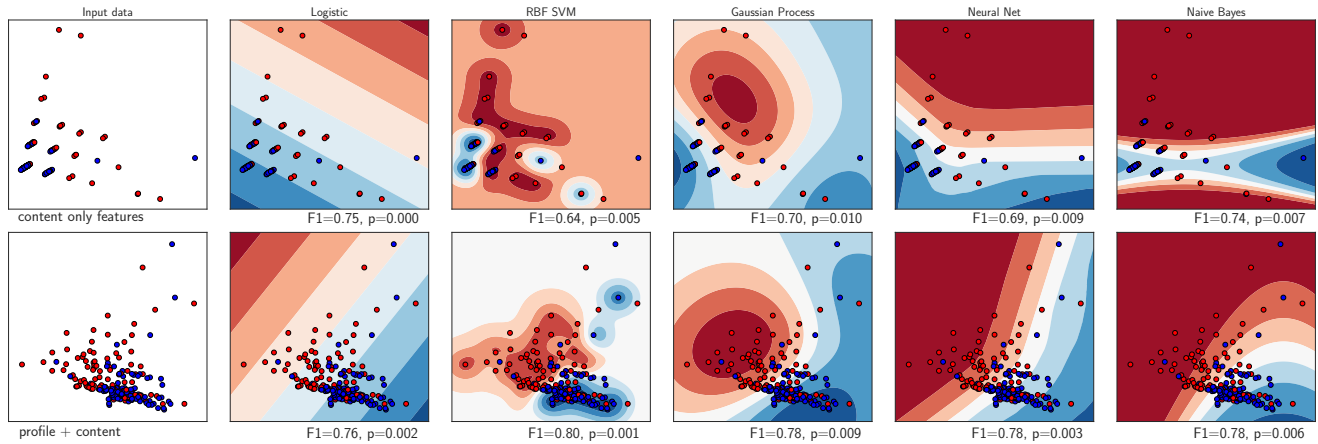 Input data
Logistic
RBF SVM
Gaussian Process
Neural Net
Naive Bayes
content only features
F1=0.75, p=0.000
F1=0.64, p=0.005
F1=0.70, p=0.010
F1=0.69, p=0.009
F1=0.74, p=0.007
profile + content
F1=0.76, p=0.002
F1=0.80, p=0.001
F1=0.78, p=0.009
F1=0.78, p=0.003
F1=0.78, p=0.006